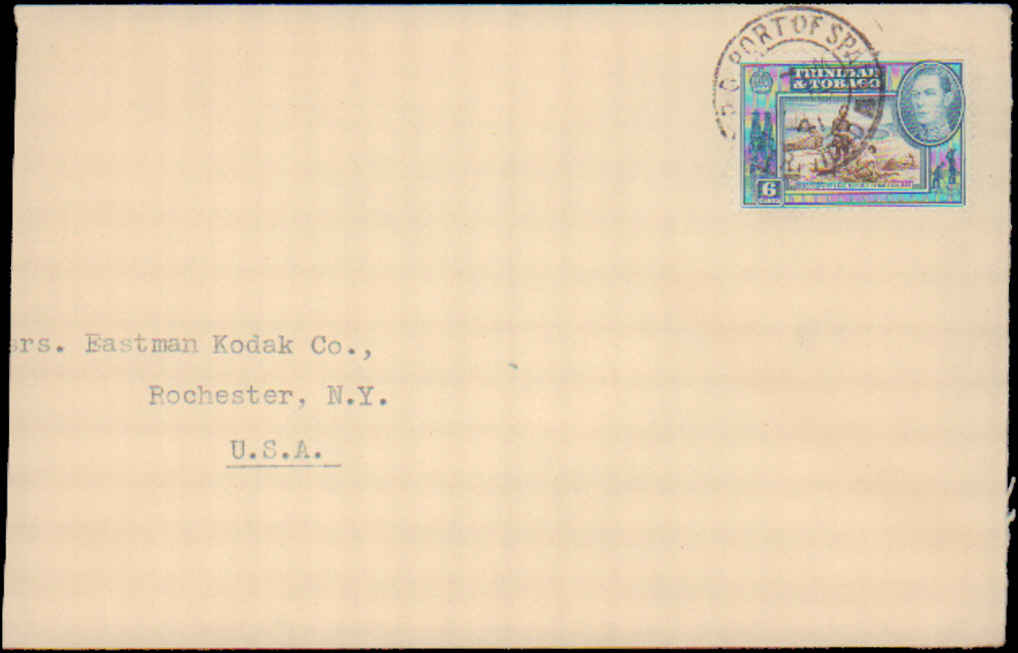 G.P.O. PORT OF SPAIN
TRINIDAD
& TOBAGO
6
srs. Eastman Kodak Co.,
Rochester, N.Y.
U.S.A.